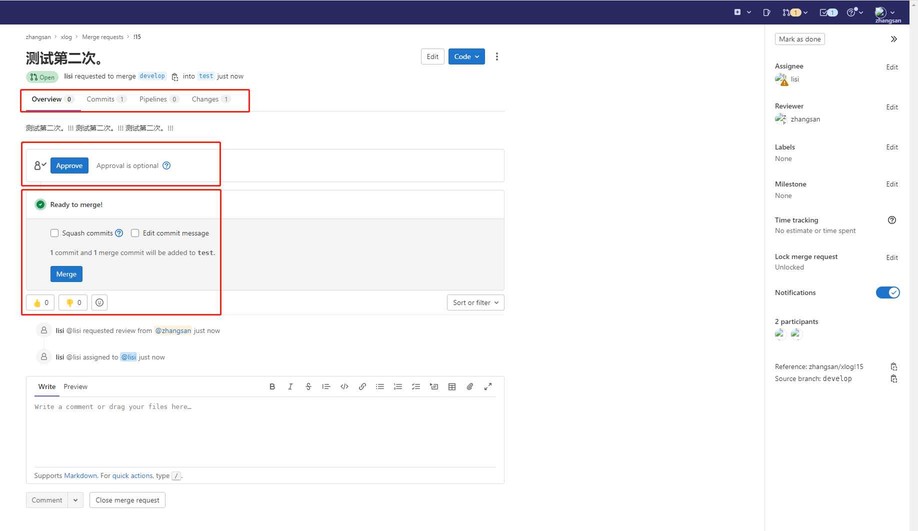 1 1
zhangsan
zhangsan > xlog > Merge requests > !15
Mark as done
测试第二次。
Edit Code
Open lisi requested to merge develop into test just now
Overview 0 Commits 1 Pipelines 0 Changes 1
测试第二次。!!! 测试第二次。!!! 测试第二次。!!!
Approve Approval is optional
Ready to merge!
Squash commits Edit commit message
1 commit and 1 merge commit will be added to test.
Merge
0 0
Sort or filter
lisi @lisi requested review from @zhangsan just now
lisi @lisi assigned to @lisi just now
Write Preview
Write a comment or drag your files here…
Supports Markdown. For quick actions, type /.
Comment Close merge request
Assignee Edit
lisi
Reviewer Edit
zhangsan
Labels Edit
None
Milestone Edit
None
Time tracking
No estimate or time spent
Lock merge request Edit
Unlocked
Notifications
2 participants
Reference: zhangsan/xlog!15
Source branch: develop